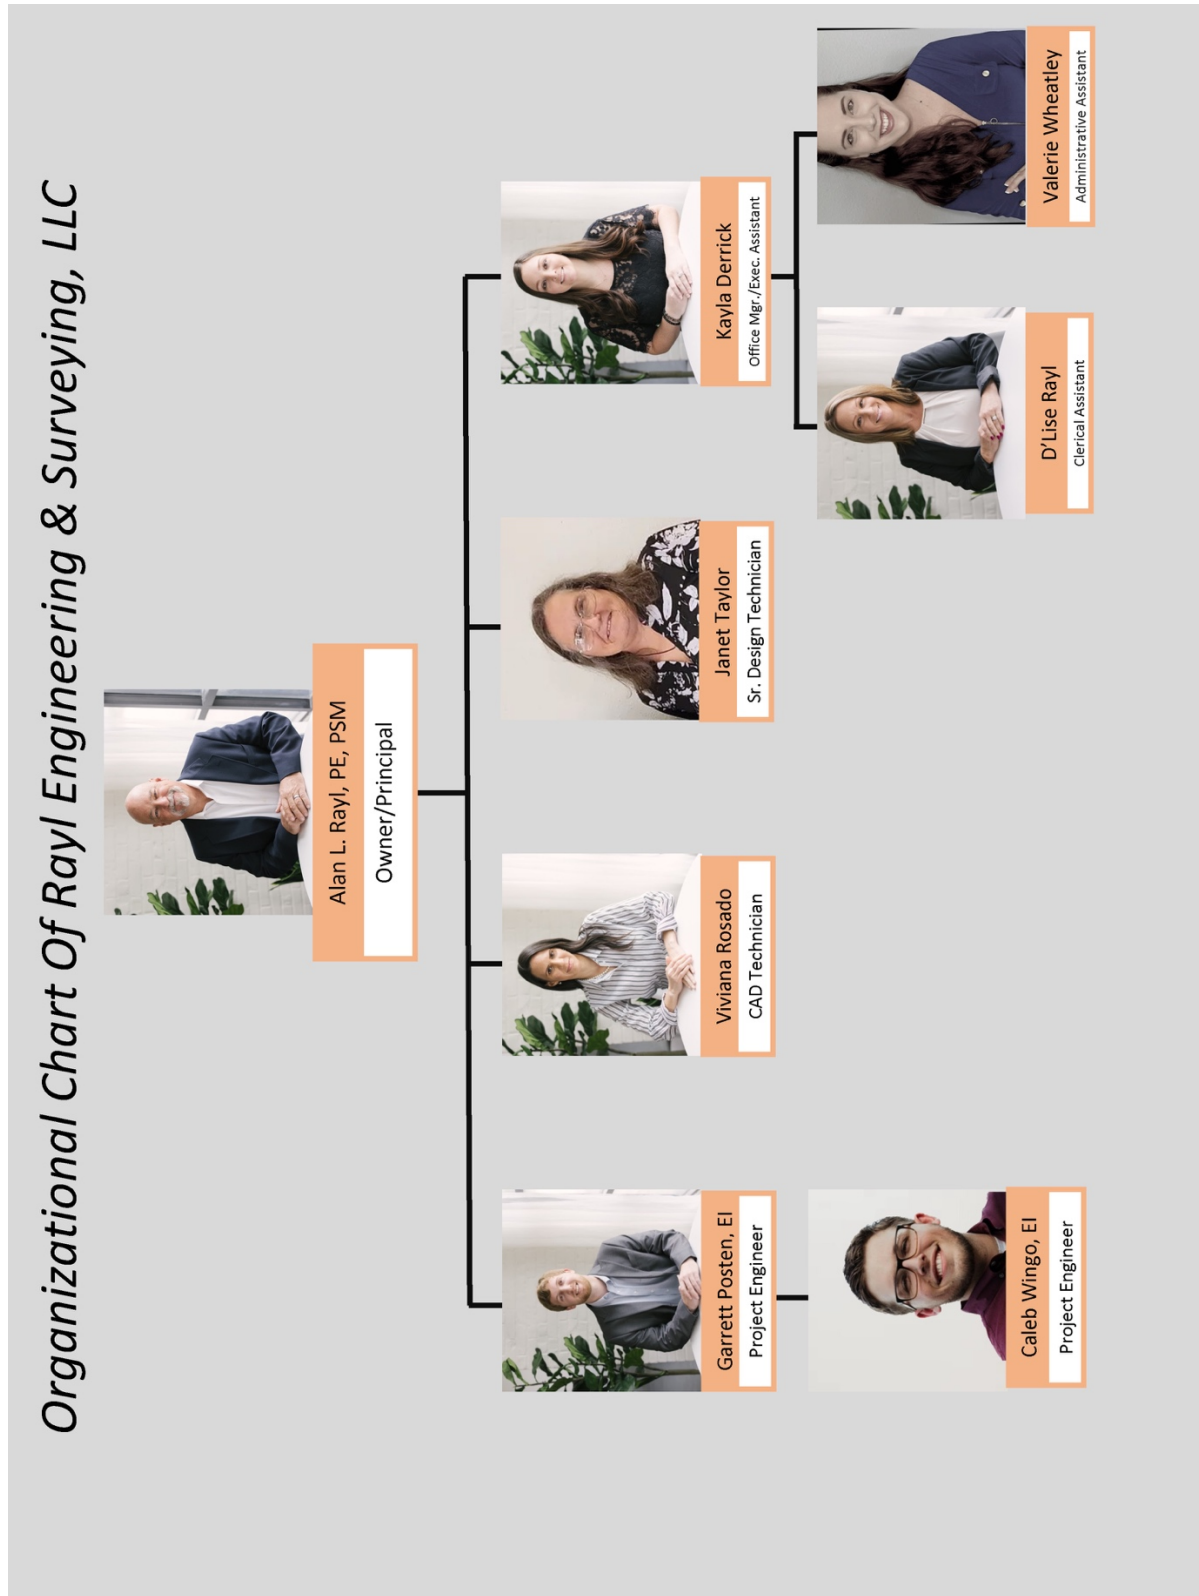 Organizational Chart Of Rayl Engineering & Surveying, LLC
Alan L. Rayl, PE, PSM
Owner/Principal
Garrett Posten, EI
Project Engineer
Viviana Rosado
CAD Technician
Janet Taylor
Sr. Design Technician
Kayla Derrick
Office Mgr./Exec. Assistant
Caleb Wingo, EI
Project Engineer
D'Lise Rayl
Clerical Assistant
Valerie Wheatley
Administrative Assistant